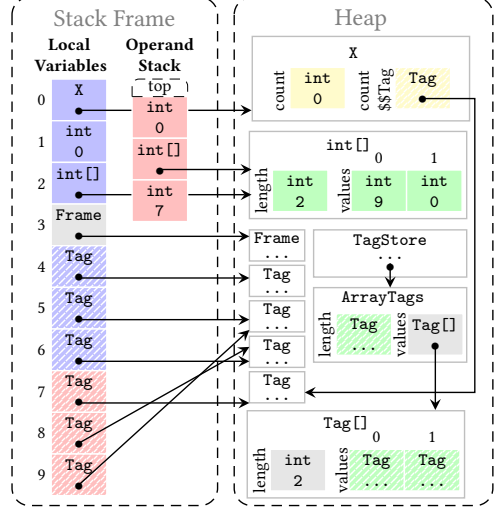 Stack Frame
Local
Variables
Operand
Stack
top
0
X
1
int
0
2
int[]
3
Frame
4
Tag
5
Tag
6
Tag
7
Tag
8
Tag
9
Tag
int
0
int[]
int
7
Heap
X
count
int
0
count
$$Tag
Tag
int[]
0
1
length
int
2
values
int
9
int
0
Frame
...
Tag
...
Tag
...
Tag
...
Tag
...
TagStore
...
ArrayTags
length
Tag
...
values
Tag[]
Tag[]
0
1
length
int
2
values
Tag
...
Tag
...